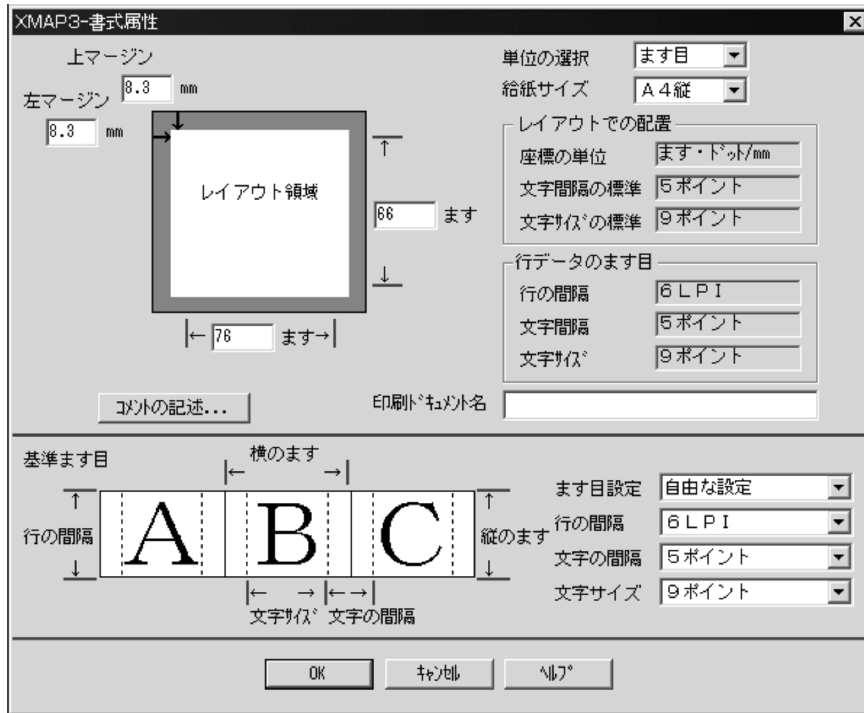 XMAP3-書式属性
上マージン
8.3 mm
左マージン
8.3 mm
レイアウト領域
66 ます
76 ます
コメントの記述...
単位の選択 ます目
給紙サイズ A4縦
レイアウトでの配置
座標の単位 ます・ドット/mm
文字間隔の標準 5ポイント
文字サイズの標準 9ポイント
行データのます目
行の間隔 6LPI
文字間隔 5ポイント
文字サイズ 9ポイント
印刷ドキュメント名
基準ます目
横のます
行の間隔
A B C
縦のます
文字サイズ 文字の間隔
ます目設定 自由な設定
行の間隔 6LPI
文字の間隔 5ポイント
文字サイズ 9ポイント
OK キャンセル ヘルプ